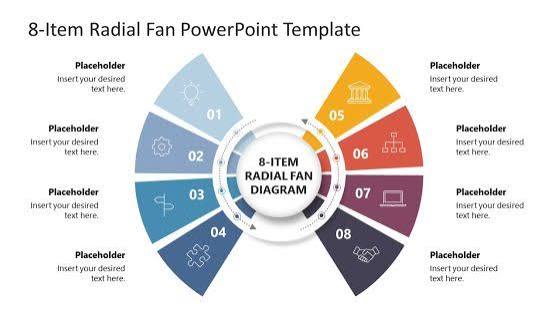 8-Item Radial Fan PowerPoint Template
Placeholder
Insert your desired
text here.
Placeholder
Insert your desired
text here.
Placeholder
Insert your desired
text here.
Placeholder
Insert your desired
text here.
01
02
03
04
8-ITEM
RADIAL FAN
DIAGRAM
05
06
07
08
Placeholder
Insert your desired
text here.
Placeholder
Insert your desired
text here.
Placeholder
Insert your desired
text here.
Placeholder
Insert your desired
text here.